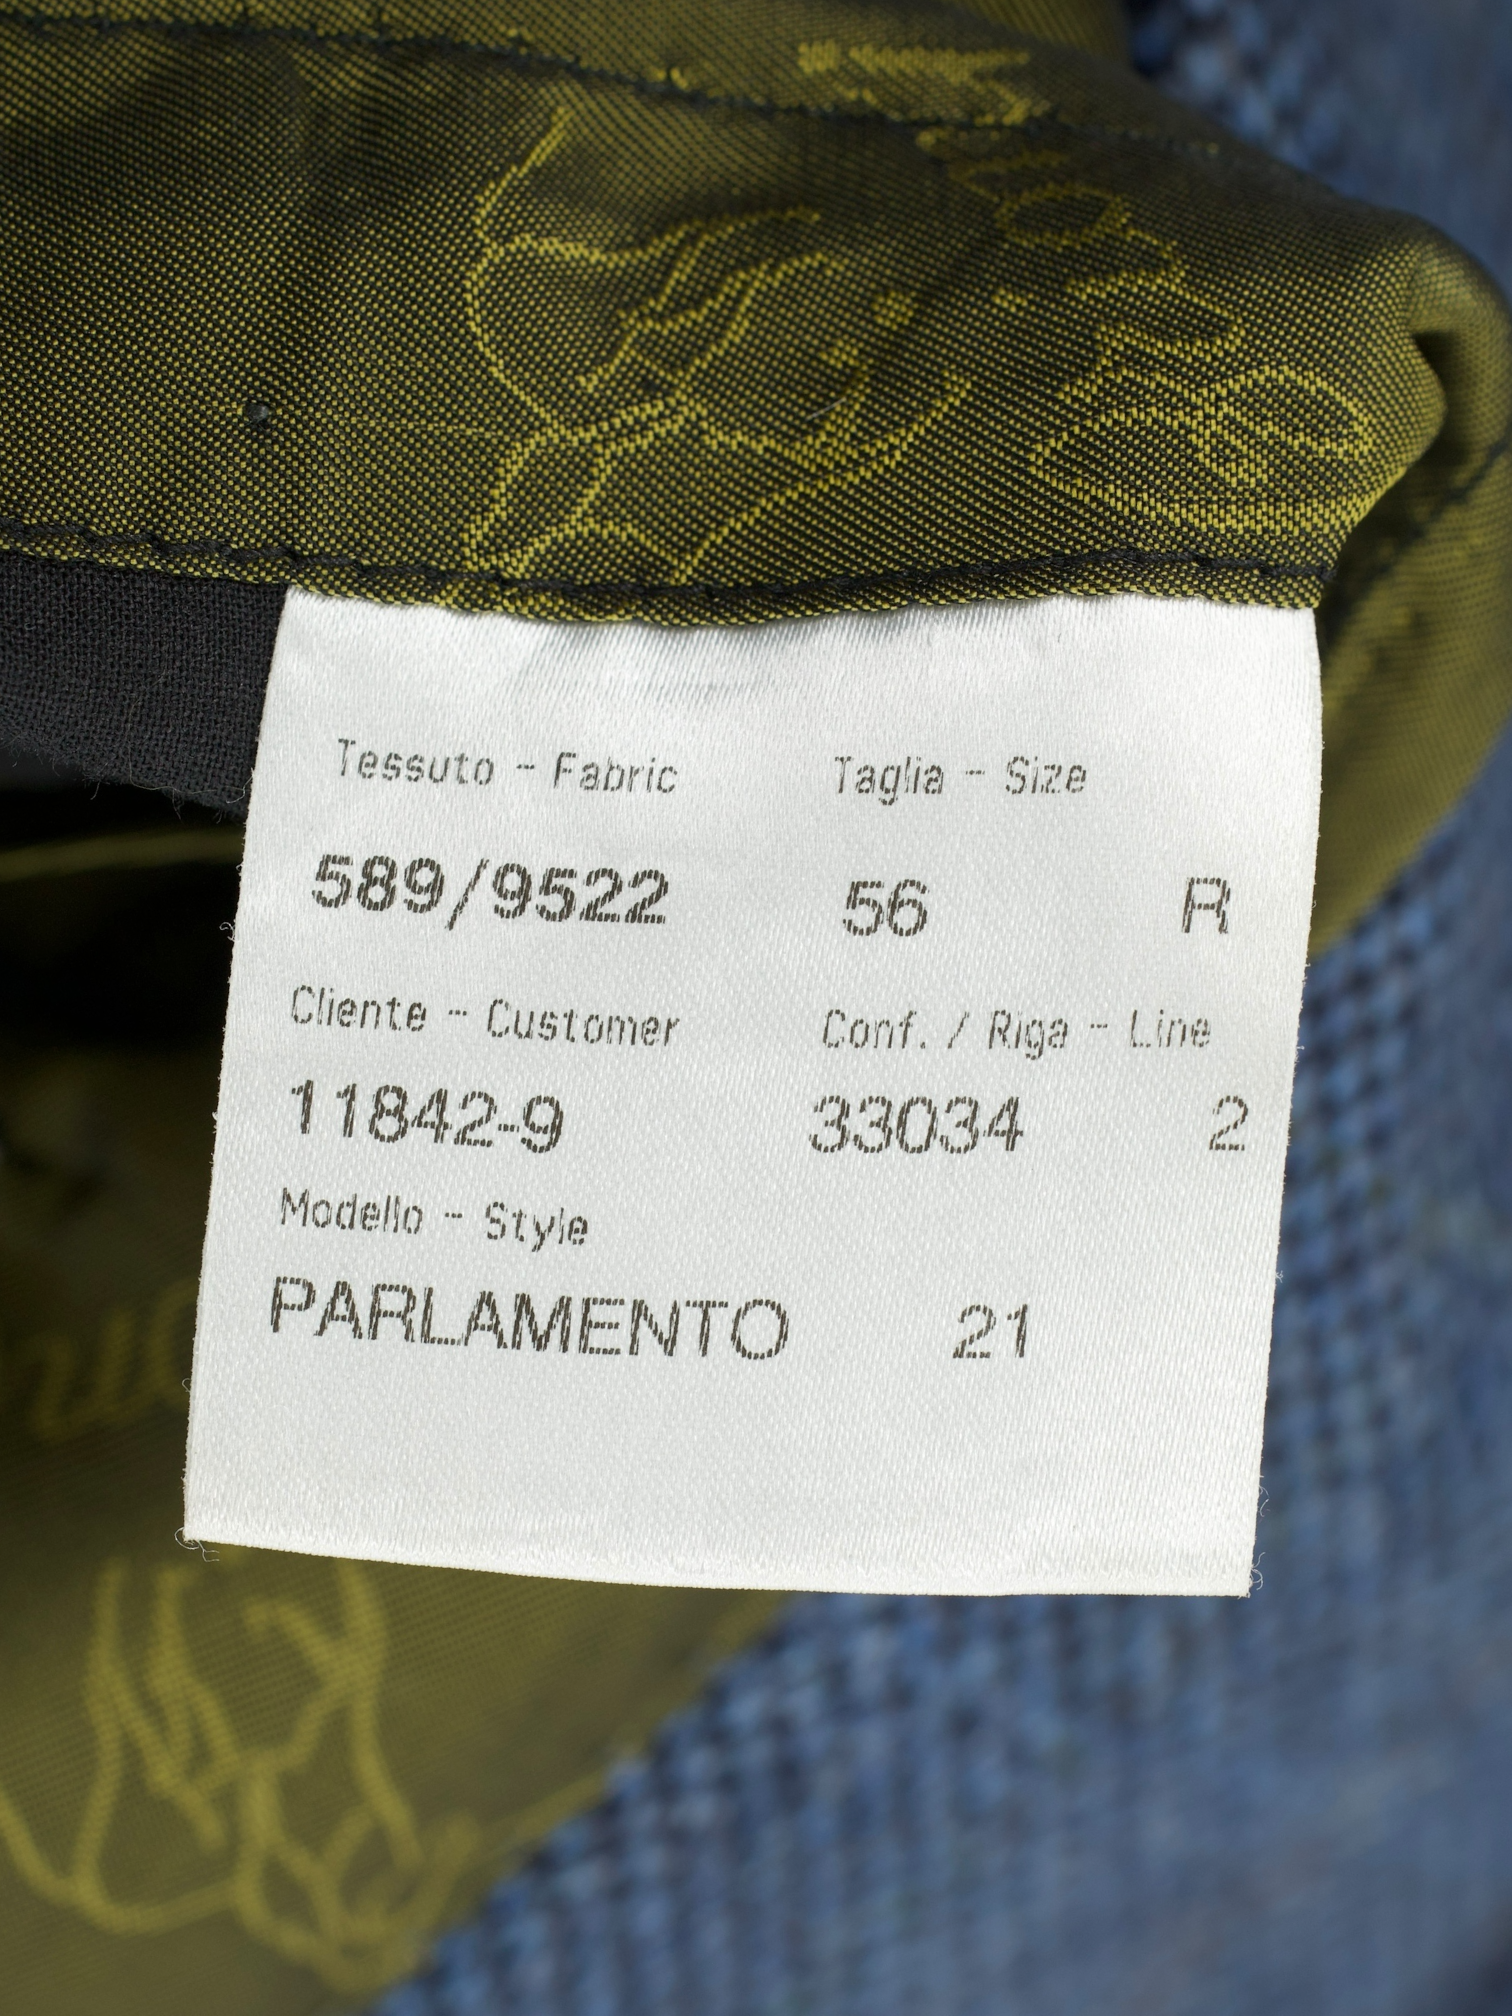 Tessuto - Fabric Taglia - Size
589/9522 56 R
Cliente - Customer Conf. / Riga - Line
11842-9 33034 2
Modello - Style
PARLAMENTO 21